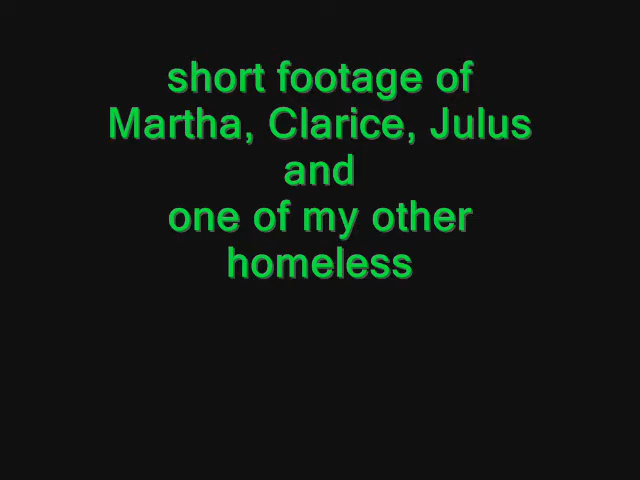 short footage of
Martha, Clarice, Julus
and
one of my other
homeless